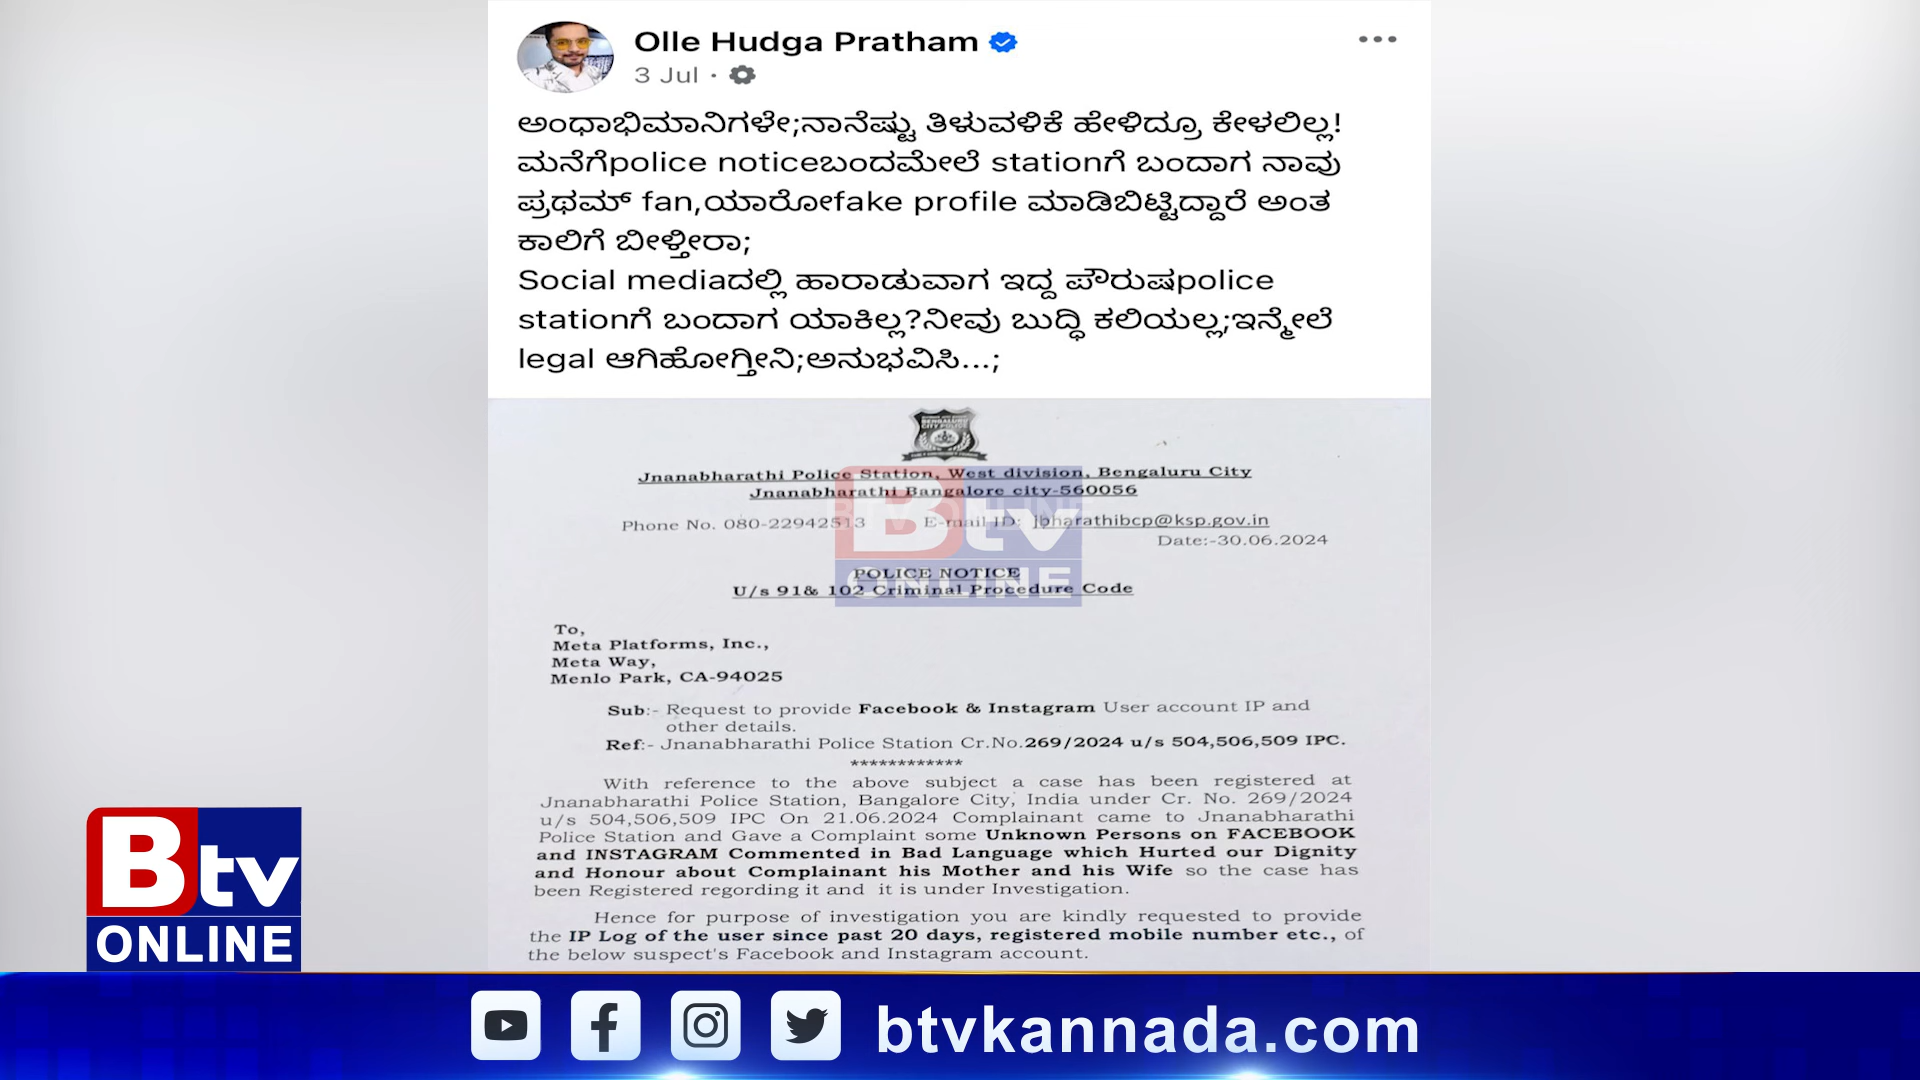 Olle Hudga Pratham
3 Jul ·
ಅಂಧಾಭಿಮಾನಿಗಳೇ;ನಾನೆಷ್ಟು ತಿಳುವಳಿಕೆ ಹೇಳಿದ್ರೂ ಕೇಳಲಿಲ್ಲ!
ಮನೆಗೆpolice noticeಬಂದಮೇಲೆ stationಗೆ ಬಂದಾಗ ನಾವು
ಪ್ರಥಮ್ fan,ಯಾರೋfake profile ಮಾಡಿಬಿಟ್ಟಿದ್ದಾರೆ ಅಂತ
ಕಾಲಿಗೆ ಬೀಳ್ತೀರಾ;
Social mediaದಲ್ಲಿ ಹಾರಾಡುವಾಗ ಇದ್ದ ಪೌರುಷpolice
stationಗೆ ಬಂದಾಗ ಯಾಕಿಲ್ಲ?ನೀವು ಬುದ್ಧಿ ಕಲಿಯಲ್ಲ;ಇನ್ಮೇಲೆ
legal ಆಗಿಹೋಗ್ತೀನಿ;ಅನುಭವಿಸಿ...;
BENGALURU
CITY POLICE
Jnanabharathi Police Station, West division, Bengaluru City
Jnanabharathi Bangalore city-560056
Phone No. 080-22942513 E-mail ID: jbharathibcp@ksp.gov.in
Date:-30.06.2024
POLICE NOTICE
U/s 91& 102 Criminal Procedure Code
To,
Meta Platforms, Inc.,
Meta Way,
Menlo Park, CA-94025
Sub:- Request to provide Facebook & Instagram User account IP and
other details.
Ref:- Jnanabharathi Police Station Cr.No.269/2024 u/s 504,506,509 IPC.
************
With reference to the above subject a case has been registered at
Jnanabharathi Police Station, Bangalore City, India under Cr. No. 269/2024
u/s 504,506,509 IPC On 21.06.2024 Complainant came to Jnanabharathi
Police Station and Gave a Complaint some Unknown Persons on FACEBOOK
and INSTAGRAM Commented in Bad Language which Hurted our Dignity
and Honour about Complainant his Mother and his Wife so the case has
been Registered regording it and it is under Investigation.
Hence for purpose of investigation you are kindly requested to provide
the IP Log of the user since past 20 days, registered mobile number etc., of
the below suspect's Facebook and Instagram account.
Btv
ONLINE
Btv
ONLINE
btvkannada.com